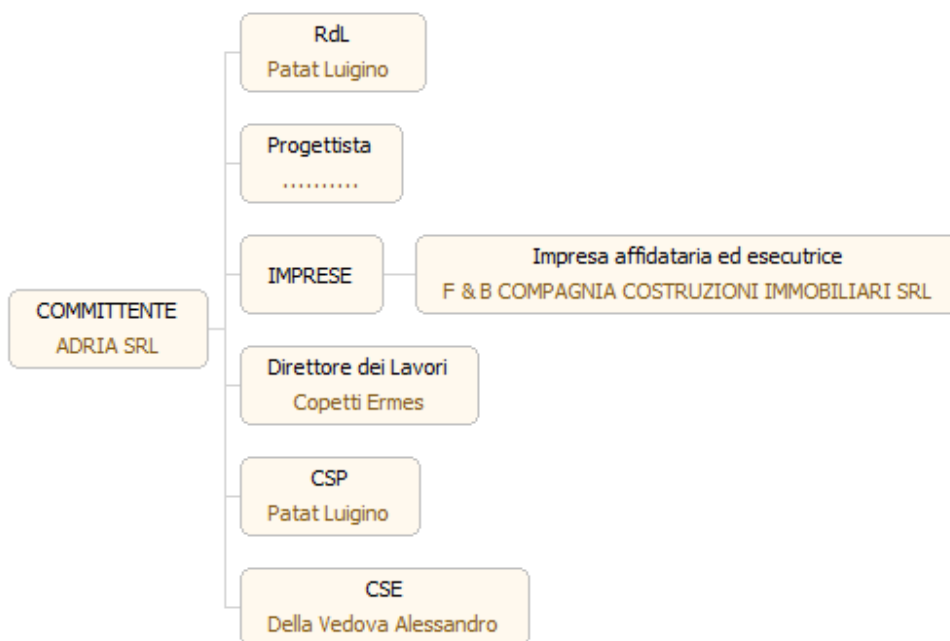 RdL
Patat Luigino
Progettista
..........
IMPRESE
Impresa affidataria ed esecutrice
F & B COMPAGNIA COSTRUZIONI IMMOBILIARI SRL
COMMITTENTE
ADRIA SRL
Direttore dei Lavori
Copetti Ermes
CSP
Patat Luigino
CSE
Della Vedova Alessandro